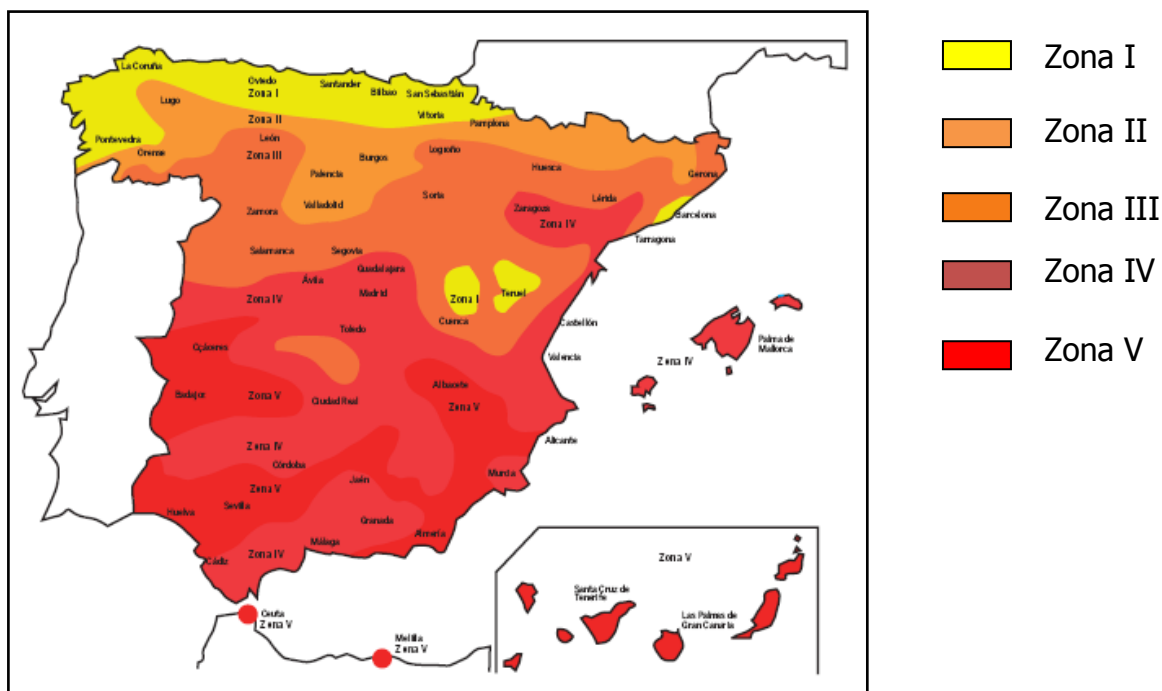 La Coruña
Oviedo
Zona I
Santander
Bilbao
San Sebastián
Vitoria
Pamplona
Lugo
Zona II
Pontevedra
Orense
León
Zona III
Burgos
Palencia
Logroño
Huesca
Gerona
Zamora
Valladolid
Soria
Zaragoza
Zona IV
Lérida
Barcelona
Tarragona
Salamanca
Segovia
Ávila
Guadalajara
Zona IV
Madrid
Zona I
Teruel
Cuenca
Toledo
Castellón
Valencia
Palma de
Mallorca
Zona IV
Cçáceres
Badajoz
Zona V
Ciudad Real
Albacete
Zona V
Alicante
Zona IV
Córdoba
Murcia
Jaén
Zona V
Huelva
Sevilla
Granada
Almería
Málaga
Zona IV
Cádiz
Ceuta
Zona V
Melilla
Zona V
Zona V
Santa Cruz de
Tenerife
Las Palmas de
Gran Canaria
Zona I
Zona II
Zona III
Zona IV
Zona V